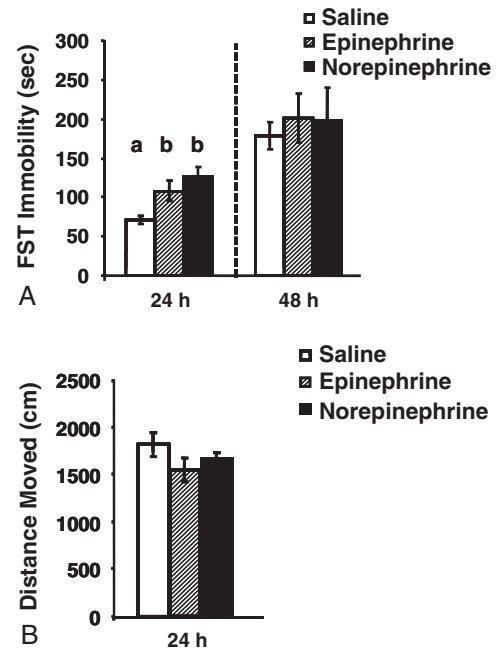 Saline
Epinephrine
Norepinephrine
FST Immobility (sec)
300
250
200
150
100
50
0
a b b
24 h 48 h
A
Saline
Epinephrine
Norepinephrine
Distance Moved (cm)
2500
2000
1500
1000
500
0
24 h
B